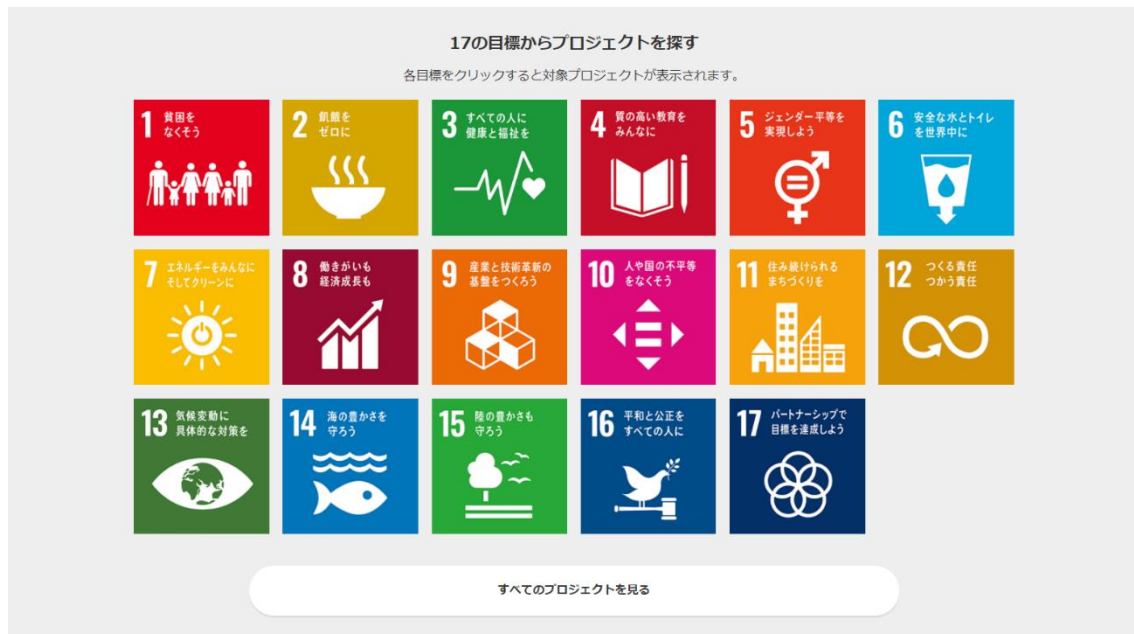 17の目標からプロジェクトを探す
各目標をクリックすると対象プロジェクトが表示されます。
1 貧困を
なくそう
2 飢餓を
ゼロに
3 すべての人に
健康と福祉を
4 質の高い教育を
みんなに
5 ジェンダー平等を
実現しよう
6 安全な水とトイレ
を世界中に
7 エネルギーをみんなに
そしてクリーンに
8 働きがいも
経済成長も
9 産業と技術革新の
基盤をつくろう
10 人や国の不平等
をなくそう
11 住み続けられる
まちづくりを
12 つくる責任
つかう責任
13 気候変動に
具体的な対策を
14 海の豊かさを
守ろう
15 陸の豊かさも
守ろう
16 平和と公正を
すべての人に
17 パートナーシップで
目標を達成しよう
すべてのプロジェクトを見る